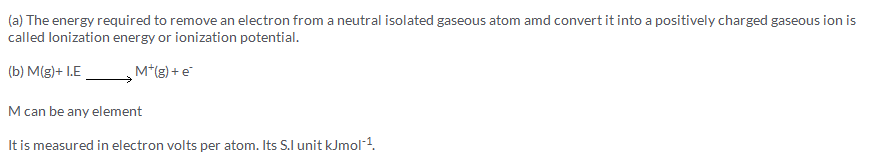 (a) The energy required to remove an electron from a neutral isolated gaseous atom amd convert it into a positively charged gaseous ion is
called Ionization energy or ionization potential.
(b) M(g)+ I.E ⟶ M⁺(g) + e⁻
M can be any element
It is measured in electron volts per atom. Its S.I unit kJmol⁻¹.